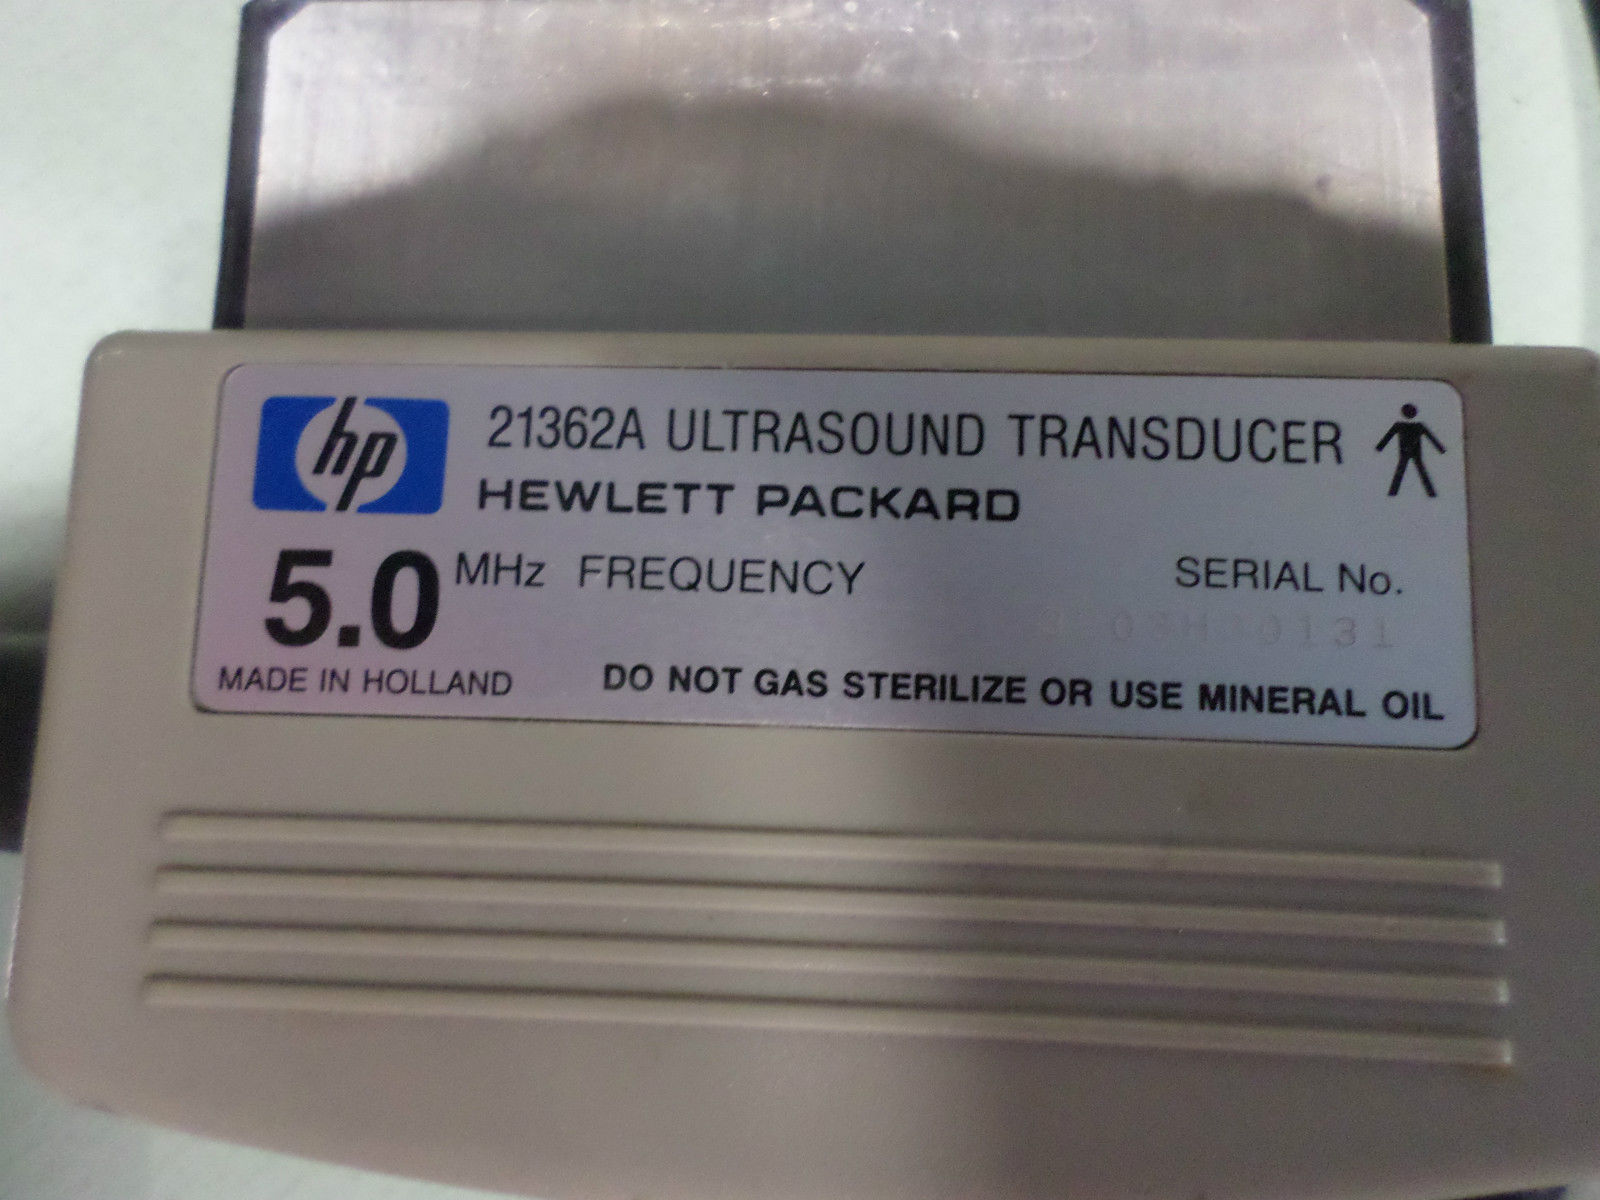 hp
21362A ULTRASOUND TRANSDUCER
HEWLETT PACKARD
5.0 MHz FREQUENCY
SERIAL No.
MADE IN HOLLAND
DO NOT GAS STERILIZE OR USE MINERAL OIL